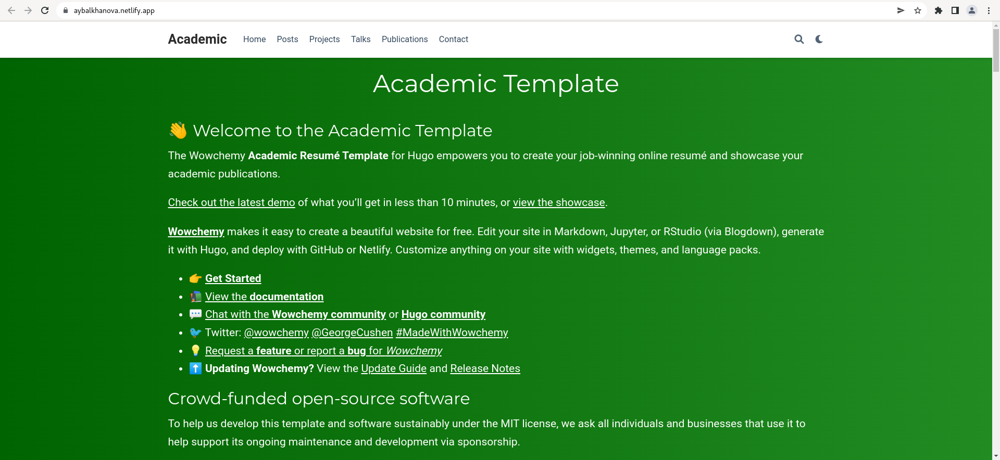 aybalkhanova.netlify.app
Academic Home Posts Projects Talks Publications Contact
Academic Template
👋 Welcome to the Academic Template
The Wowchemy Academic Resumé Template for Hugo empowers you to create your job-winning online resumé and showcase your
academic publications.
Check out the latest demo of what you’ll get in less than 10 minutes, or view the showcase.
Wowchemy makes it easy to create a beautiful website for free. Edit your site in Markdown, Jupyter, or RStudio (via Blogdown), generate
it with Hugo, and deploy with GitHub or Netlify. Customize anything on your site with widgets, themes, and language packs.
• 👉 Get Started
• 📚 View the documentation
• 💬 Chat with the Wowchemy community or Hugo community
• 🐦 Twitter: @wowchemy @GeorgeCushen #MadeWithWowchemy
• 💡 Request a feature or report a bug for Wowchemy
• ⬆️ Updating Wowchemy? View the Update Guide and Release Notes
Crowd-funded open-source software
To help us develop this template and software sustainably under the MIT license, we ask all individuals and businesses that use it to
help support its ongoing maintenance and development via sponsorship.